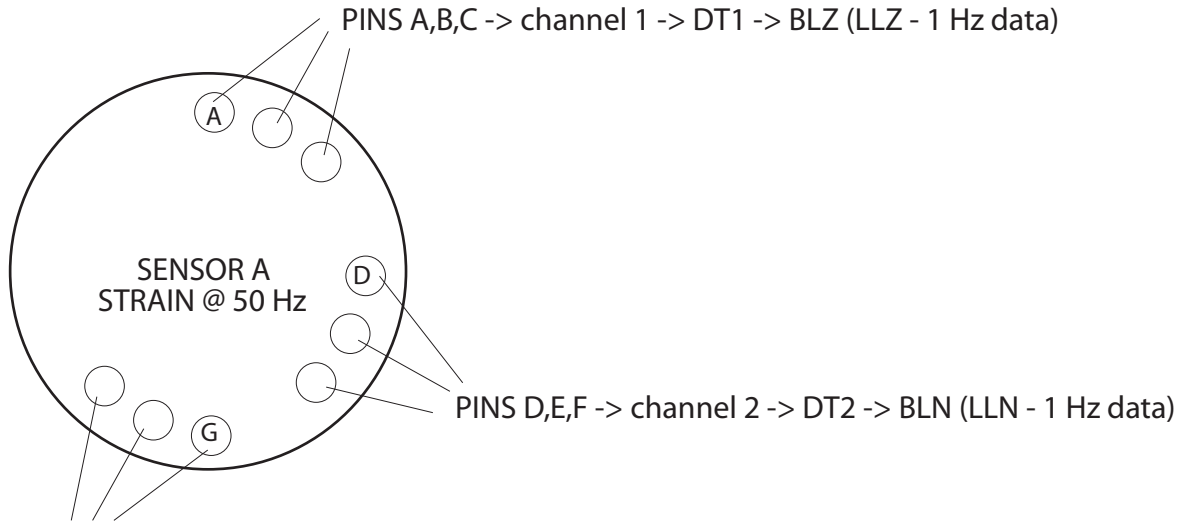 PINS A,B,C -> channel 1 -> DT1 -> BLZ (LLZ - 1 Hz data)
A
SENSOR A
STRAIN @ 50 Hz
D
PINS D,E,F -> channel 2 -> DT2 -> BLN (LLN - 1 Hz data)
G